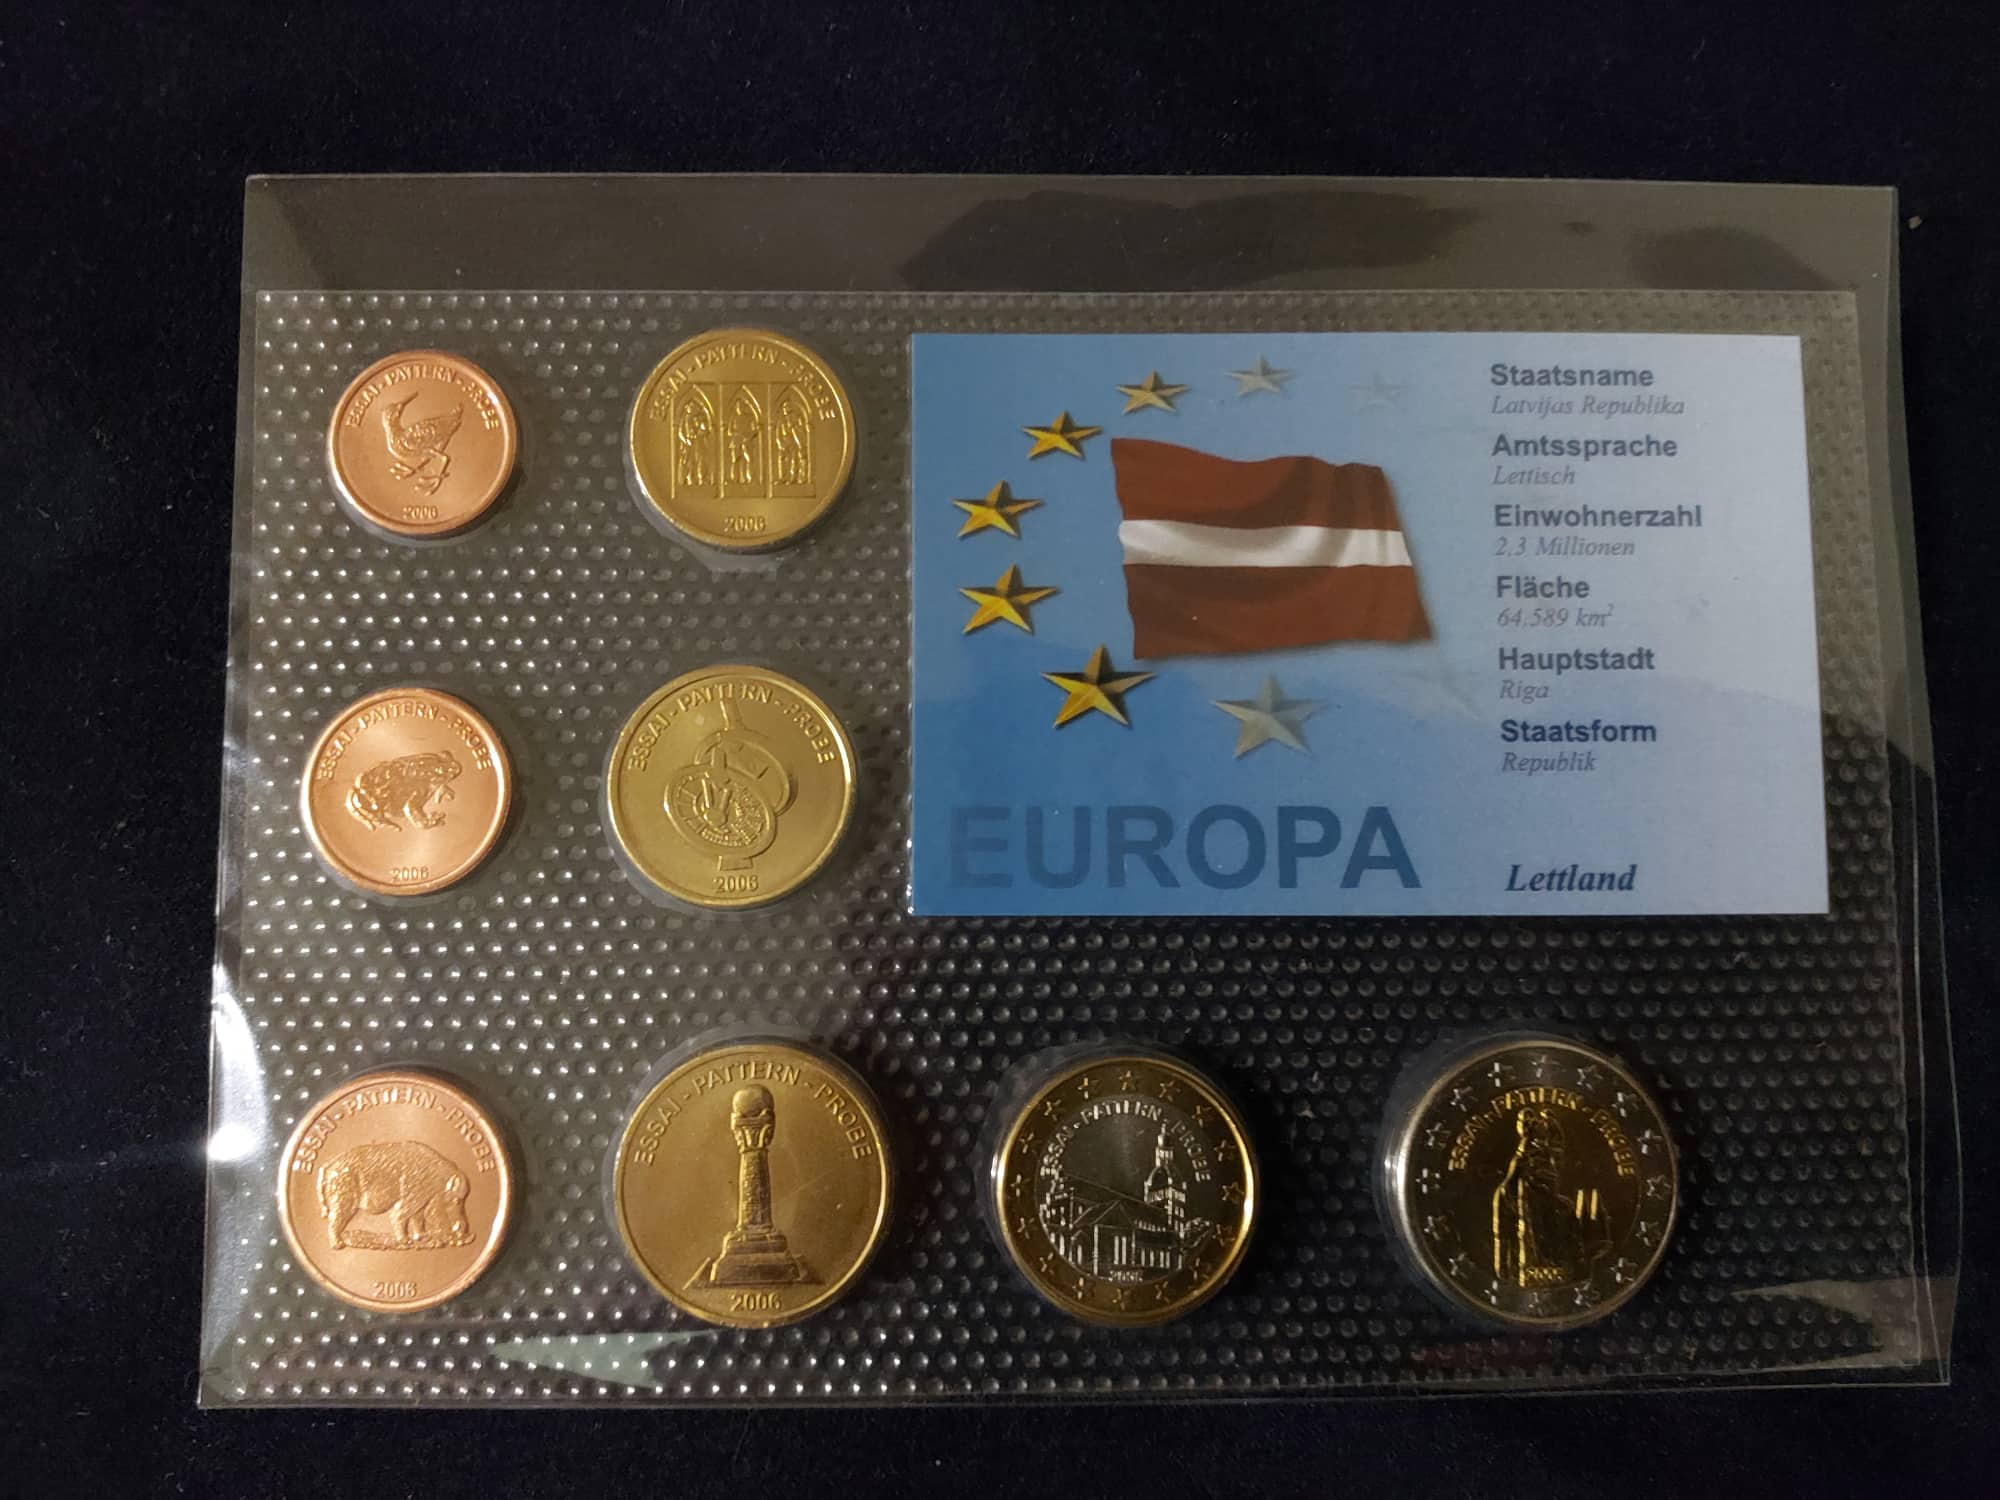 ESSAI - PATTERN - PROBE
2006
ESSAI - PATTERN - PROBE
2006
Staatsname
Latvijas Republika
Amtssprache
Lettisch
Einwohnerzahl
2,3 Millionen
Fläche
64.589 km²
Hauptstadt
Riga
Staatsform
Republik
EUROPA
Lettland
ESSAI - PATTERN - PROBE
2006
ESSAI - PATTERN - PROBE
2006
ESSAI - PATTERN - PROBE
2006
ESSAI - PATTERN - PROBE
2006
ESSAI - PATTERN - PROBE
2006
ESSAI - PATTERN - PROBE
2006